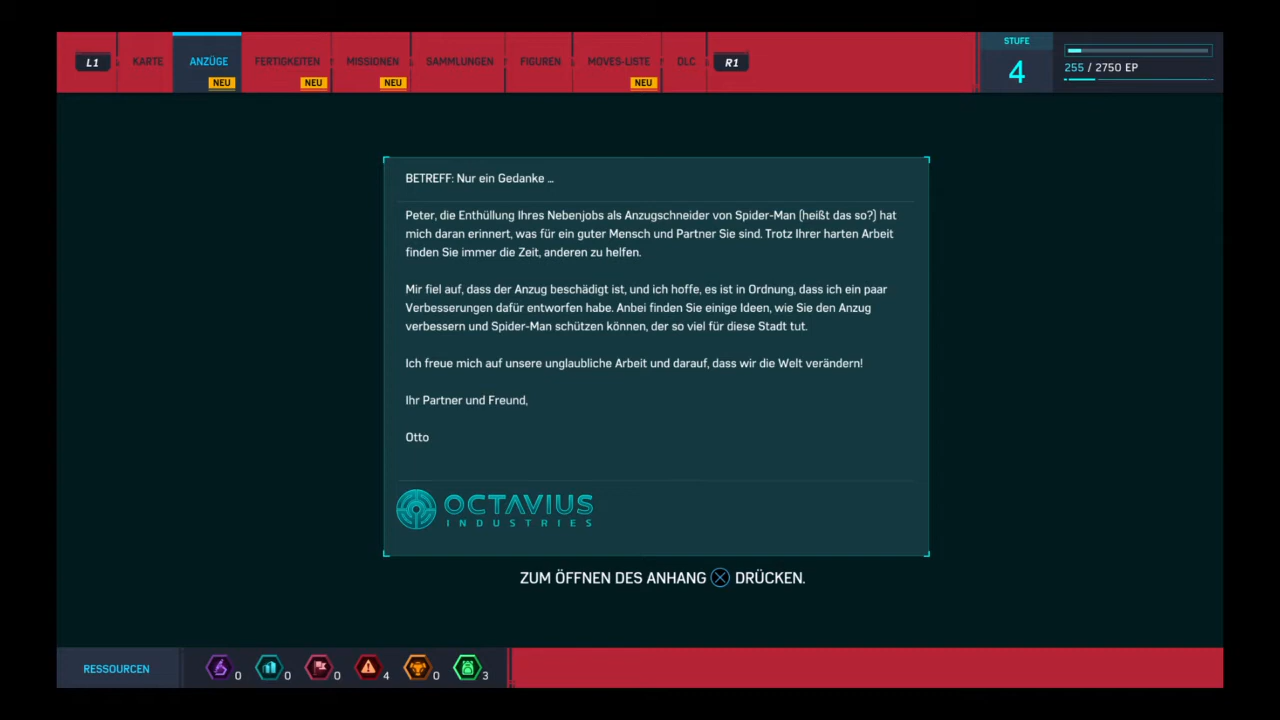 L1 KARTE ANZÜGE FERTIGKEITEN MISSIONEN SAMMLUNGEN FIGUREN MOVES-LISTE DLC R1
NEU NEU NEU NEU
STUFE
4
255 / 2750 EP
BETREFF: Nur ein Gedanke ...
Peter, die Enthüllung Ihres Nebenjobs als Anzugschneider von Spider-Man (heißt das so?) hat
mich daran erinnert, was für ein guter Mensch und Partner Sie sind. Trotz Ihrer harten Arbeit
finden Sie immer die Zeit, anderen zu helfen.
Mir fiel auf, dass der Anzug beschädigt ist, und ich hoffe, es ist in Ordnung, dass ich ein paar
Verbesserungen dafür entworfen habe. Anbei finden Sie einige Ideen, wie Sie den Anzug
verbessern und Spider-Man schützen können, der so viel für diese Stadt tut.
Ich freue mich auf unsere unglaubliche Arbeit und darauf, dass wir die Welt verändern!
Ihr Partner und Freund,
Otto
OCTAVIUS
INDUSTRIES
ZUM ÖFFNEN DES ANHANG DRÜCKEN.
RESSOURCEN 0 0 0 4 0 3